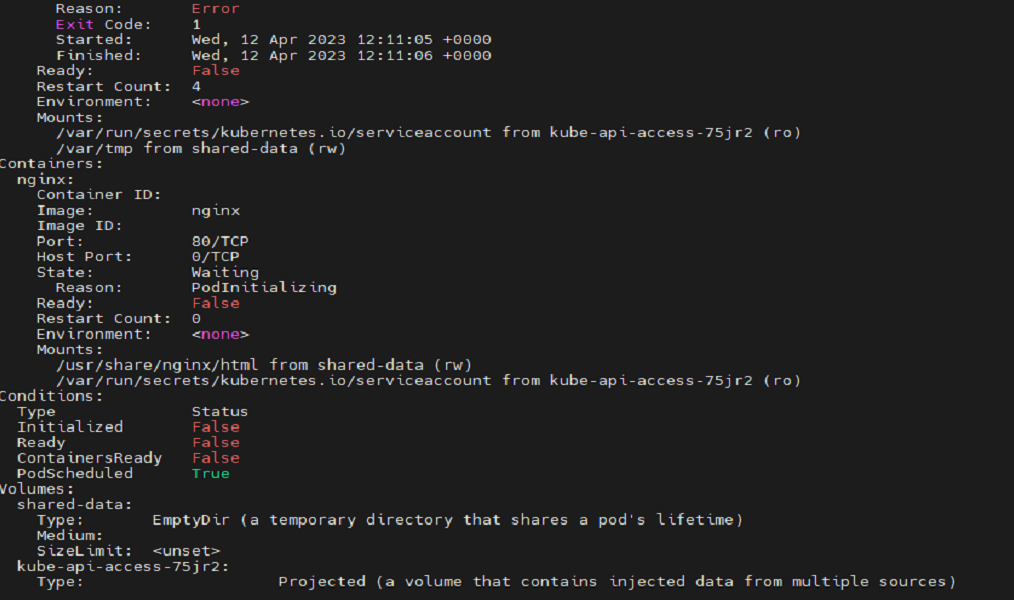 Reason: Error
Exit Code: 1
Started: Wed, 12 Apr 2023 12:11:05 +0000
Finished: Wed, 12 Apr 2023 12:11:06 +0000
Ready: False
Restart Count: 4
Environment: <none>
Mounts:
/var/run/secrets/kubernetes.io/serviceaccount from kube-api-access-75jr2 (ro)
/var/tmp from shared-data (rw)
Containers:
nginx:
Container ID:
Image: nginx
Image ID:
Port: 80/TCP
Host Port: 0/TCP
State: Waiting
Reason: PodInitializing
Ready: False
Restart Count: 0
Environment: <none>
Mounts:
/usr/share/nginx/html from shared-data (rw)
/var/run/secrets/kubernetes.io/serviceaccount from kube-api-access-75jr2 (ro)
Conditions:
Type Status
Initialized False
Ready False
ContainersReady False
PodScheduled True
Volumes:
shared-data:
Type: EmptyDir (a temporary directory that shares a pod's lifetime)
Medium:
SizeLimit: <unset>
kube-api-access-75jr2:
Type: Projected (a volume that contains injected data from multiple sources)